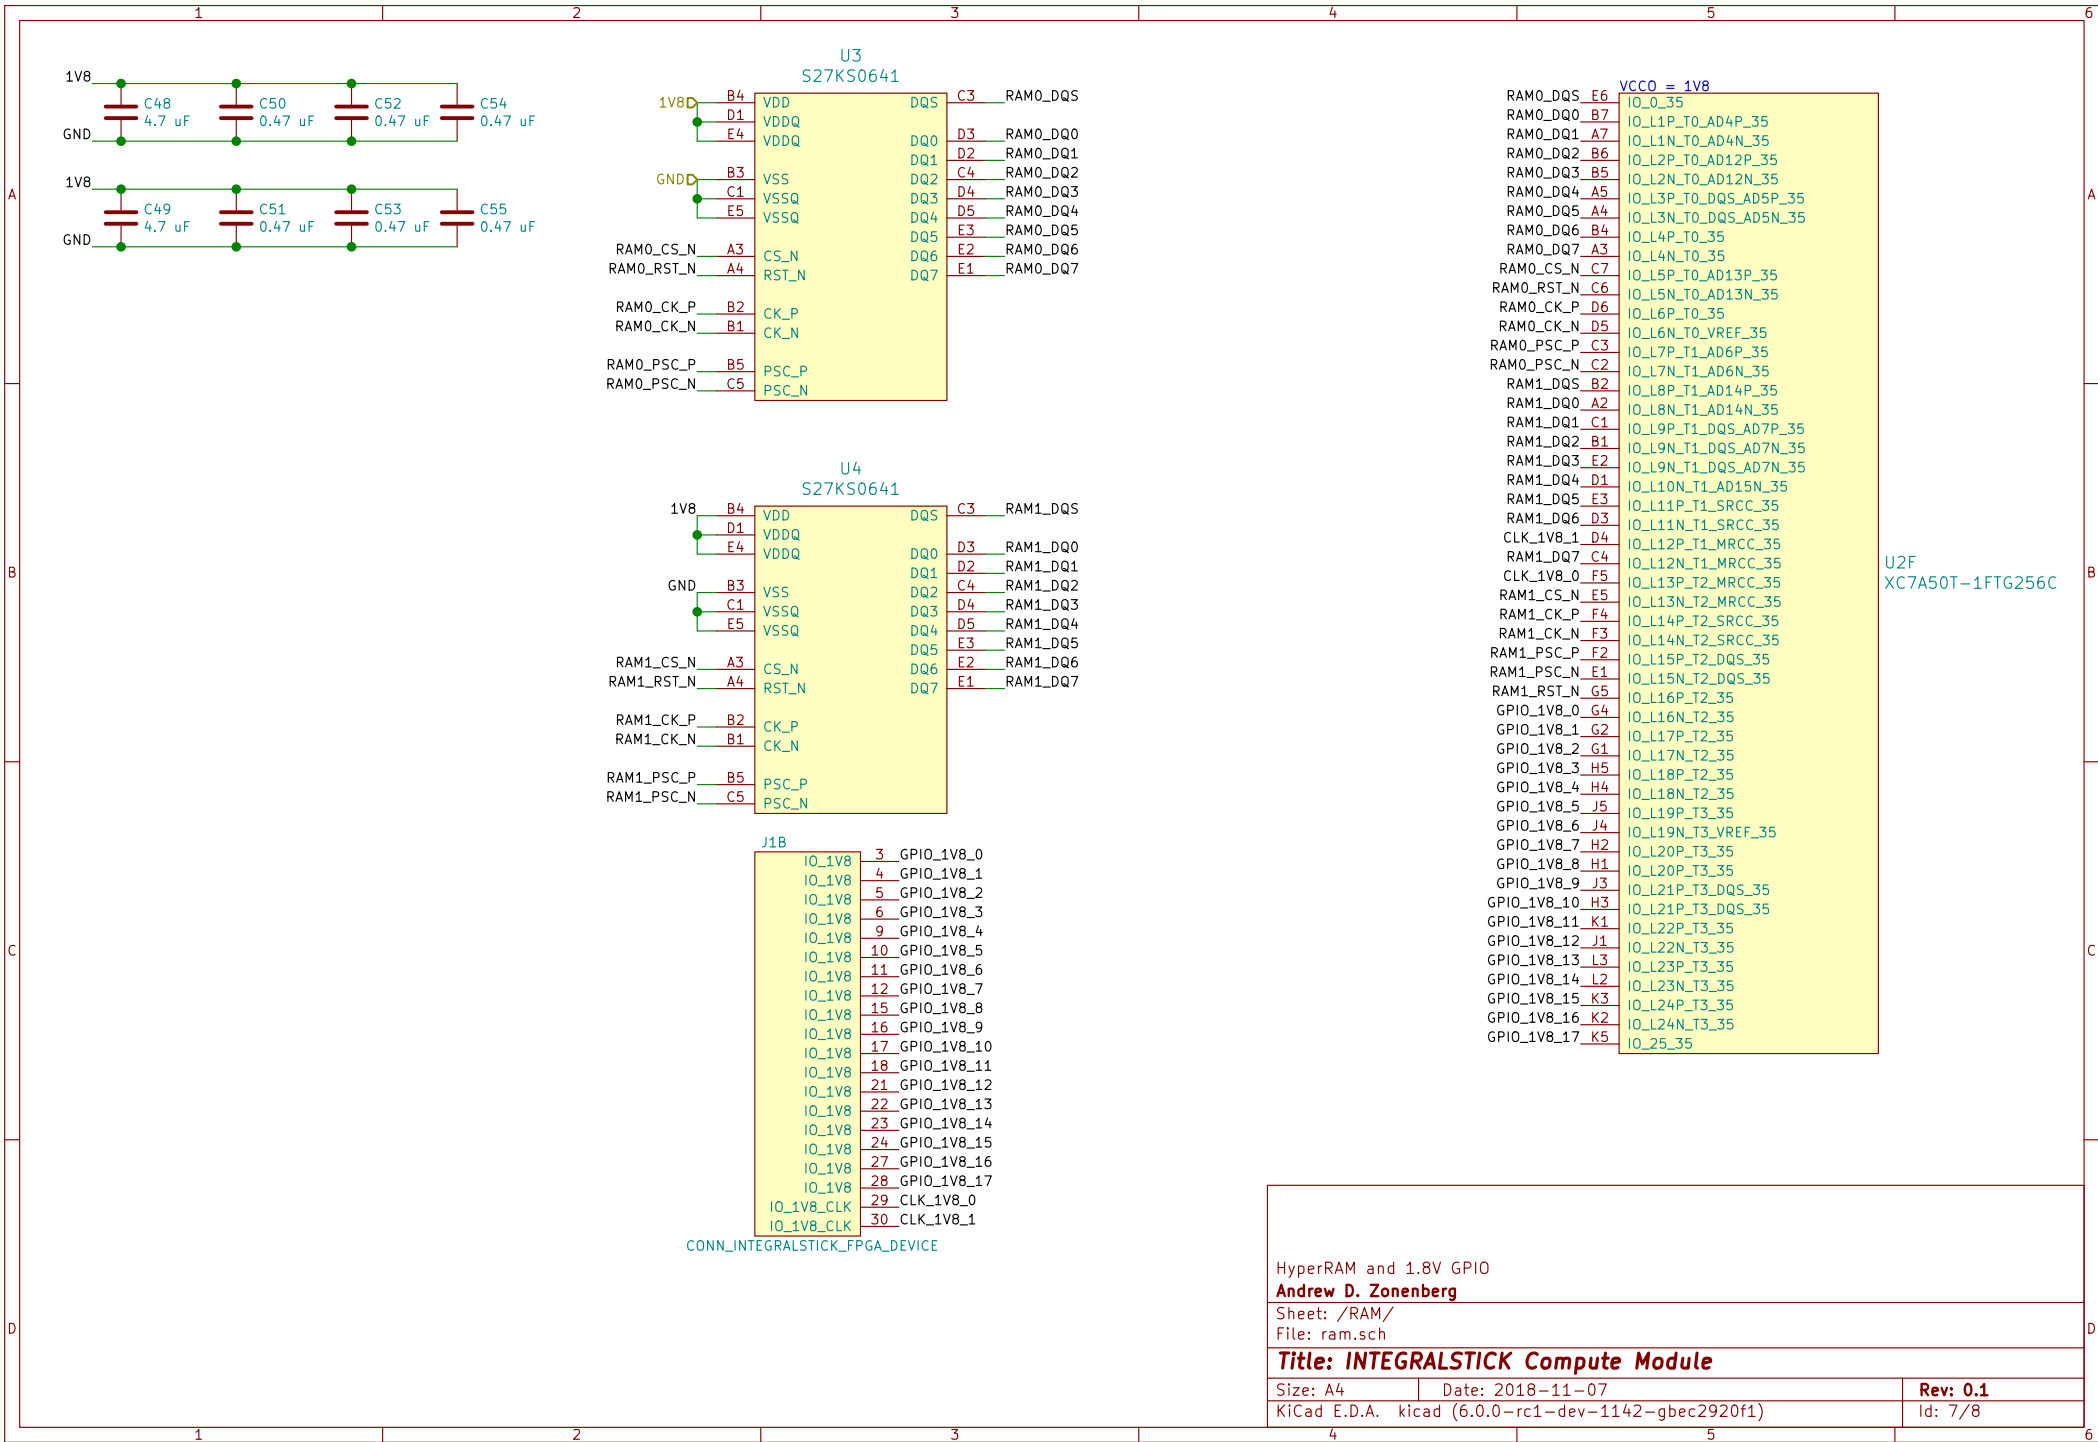 1 2 3 4 5 6
A
B
C
D
1V8
GND
C48
4.7 uF
C50
0.47 uF
C52
0.47 uF
C54
0.47 uF
1V8
GND
C49
4.7 uF
C51
0.47 uF
C53
0.47 uF
C55
0.47 uF
U3
S27KS0641
1V8 B4 VDD
D1 VDDQ
E4 VDDQ
GND B3 VSS
C1 VSSQ
E5 VSSQ
RAM0_CS_N A3 CS_N
RAM0_RST_N A4 RST_N
RAM0_CK_P B2 CK_P
RAM0_CK_N B1 CK_N
RAM0_PSC_P B5 PSC_P
RAM0_PSC_N C5 PSC_N
DQS C3 RAM0_DQS
DQ0 D3 RAM0_DQ0
DQ1 D2 RAM0_DQ1
DQ2 C4 RAM0_DQ2
DQ3 D4 RAM0_DQ3
DQ4 D5 RAM0_DQ4
DQ5 E3 RAM0_DQ5
DQ6 E2 RAM0_DQ6
DQ7 E1 RAM0_DQ7
U4
S27KS0641
1V8 B4 VDD
D1 VDDQ
E4 VDDQ
GND B3 VSS
C1 VSSQ
E5 VSSQ
RAM1_CS_N A3 CS_N
RAM1_RST_N A4 RST_N
RAM1_CK_P B2 CK_P
RAM1_CK_N B1 CK_N
RAM1_PSC_P B5 PSC_P
RAM1_PSC_N C5 PSC_N
DQS C3 RAM1_DQS
DQ0 D3 RAM1_DQ0
DQ1 D2 RAM1_DQ1
DQ2 C4 RAM1_DQ2
DQ3 D4 RAM1_DQ3
DQ4 D5 RAM1_DQ4
DQ5 E3 RAM1_DQ5
DQ6 E2 RAM1_DQ6
DQ7 E1 RAM1_DQ7
J1B
IO_1V8 3 GPIO_1V8_0
IO_1V8 4 GPIO_1V8_1
IO_1V8 5 GPIO_1V8_2
IO_1V8 6 GPIO_1V8_3
IO_1V8 9 GPIO_1V8_4
IO_1V8 10 GPIO_1V8_5
IO_1V8 11 GPIO_1V8_6
IO_1V8 12 GPIO_1V8_7
IO_1V8 15 GPIO_1V8_8
IO_1V8 16 GPIO_1V8_9
IO_1V8 17 GPIO_1V8_10
IO_1V8 18 GPIO_1V8_11
IO_1V8 21 GPIO_1V8_12
IO_1V8 22 GPIO_1V8_13
IO_1V8 23 GPIO_1V8_14
IO_1V8 24 GPIO_1V8_15
IO_1V8 27 GPIO_1V8_16
IO_1V8 28 GPIO_1V8_17
IO_1V8_CLK 29 CLK_1V8_0
IO_1V8_CLK 30 CLK_1V8_1
CONN_INTEGRALSTICK_FPGA_DEVICE
VCCO = 1V8
RAM0_DQS E6 IO_0_35
RAM0_DQ0 B7 IO_L1P_T0_AD4P_35
RAM0_DQ1 A7 IO_L1N_T0_AD4N_35
RAM0_DQ2 B6 IO_L2P_T0_AD12P_35
RAM0_DQ3 B5 IO_L2N_T0_AD12N_35
RAM0_DQ4 A5 IO_L3P_T0_DQS_AD5P_35
RAM0_DQ5 A4 IO_L3N_T0_DQS_AD5N_35
RAM0_DQ6 B4 IO_L4P_T0_35
RAM0_DQ7 A3 IO_L4N_T0_35
RAM0_CS_N C7 IO_L5P_T0_AD13P_35
RAM0_RST_N C6 IO_L5N_T0_AD13N_35
RAM0_CK_P D6 IO_L6P_T0_35
RAM0_CK_N D5 IO_L6N_T0_VREF_35
RAM0_PSC_P C3 IO_L7P_T1_AD6P_35
RAM0_PSC_N C2 IO_L7N_T1_AD6N_35
RAM1_DQS B2 IO_L8P_T1_AD14P_35
RAM1_DQ0 A2 IO_L8N_T1_AD14N_35
RAM1_DQ1 C1 IO_L9P_T1_DQS_AD7P_35
RAM1_DQ2 B1 IO_L9N_T1_DQS_AD7N_35
RAM1_DQ3 E2 IO_L9N_T1_DQS_AD7N_35
RAM1_DQ4 D1 IO_L10N_T1_AD15N_35
RAM1_DQ5 E3 IO_L11P_T1_SRCC_35
RAM1_DQ6 D3 IO_L11N_T1_SRCC_35
CLK_1V8_1 D4 IO_L12P_T1_MRCC_35
RAM1_DQ7 C4 IO_L12N_T1_MRCC_35
CLK_1V8_0 F5 IO_L13P_T2_MRCC_35
RAM1_CS_N E5 IO_L13N_T2_MRCC_35
RAM1_CK_P F4 IO_L14P_T2_SRCC_35
RAM1_CK_N F3 IO_L14N_T2_SRCC_35
RAM1_PSC_P F2 IO_L15P_T2_DQS_35
RAM1_PSC_N E1 IO_L15N_T2_DQS_35
RAM1_RST_N G5 IO_L16P_T2_35
GPIO_1V8_0 G4 IO_L16N_T2_35
GPIO_1V8_1 G2 IO_L17P_T2_35
GPIO_1V8_2 G1 IO_L17N_T2_35
GPIO_1V8_3 H5 IO_L18P_T2_35
GPIO_1V8_4 H4 IO_L18N_T2_35
GPIO_1V8_5 J5 IO_L19P_T3_35
GPIO_1V8_6 J4 IO_L19N_T3_VREF_35
GPIO_1V8_7 H2 IO_L20P_T3_35
GPIO_1V8_8 H1 IO_L20P_T3_35
GPIO_1V8_9 J3 IO_L21P_T3_DQS_35
GPIO_1V8_10 H3 IO_L21P_T3_DQS_35
GPIO_1V8_11 K1 IO_L22P_T3_35
GPIO_1V8_12 J1 IO_L22N_T3_35
GPIO_1V8_13 L3 IO_L23P_T3_35
GPIO_1V8_14 L2 IO_L23N_T3_35
GPIO_1V8_15 K3 IO_L24P_T3_35
GPIO_1V8_16 K2 IO_L24N_T3_35
GPIO_1V8_17 K5 IO_25_35
U2F
XC7A50T-1FTG256C
A
B
C
D
HyperRAM and 1.8V GPIO
Andrew D. Zonenberg
Sheet: /RAM/
File: ram.sch
Title: INTEGRALSTICK Compute Module
Size: A4 Date: 2018-11-07 Rev: 0.1
KiCad E.D.A. kicad (6.0.0-rc1-dev-1142-gbec2920f1) Id: 7/8
1 2 3 4 5 6